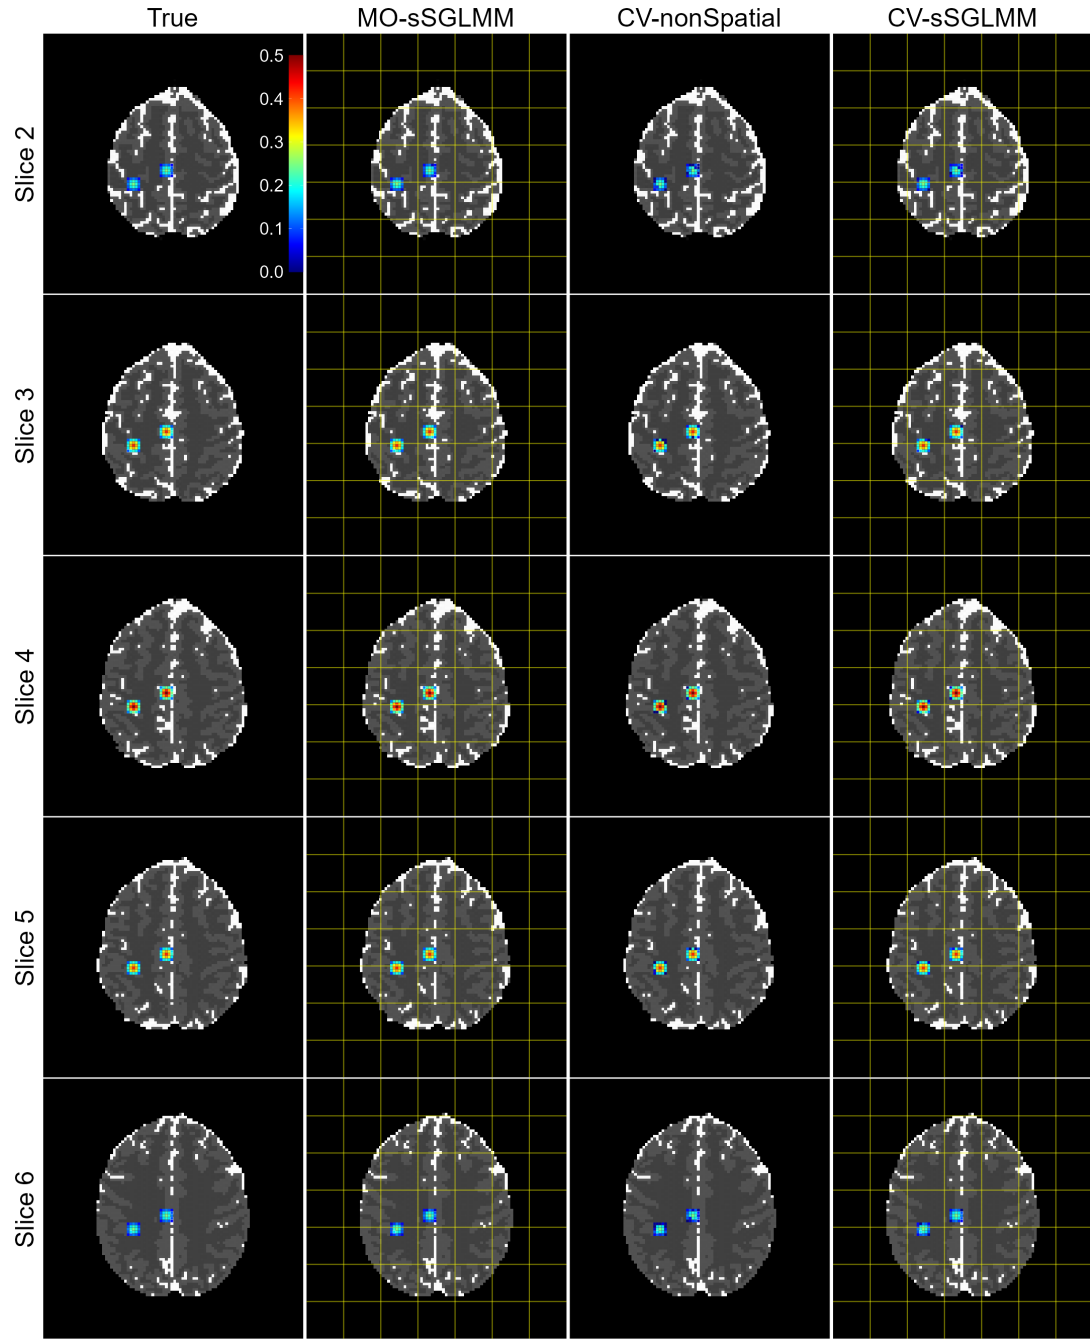 True MO-sSGLMM CV-nonSpatial CV-sSGLMM
Slice 2
0.5
0.4
0.3
0.2
0.1
0.0
Slice 3
Slice 4
Slice 5
Slice 6